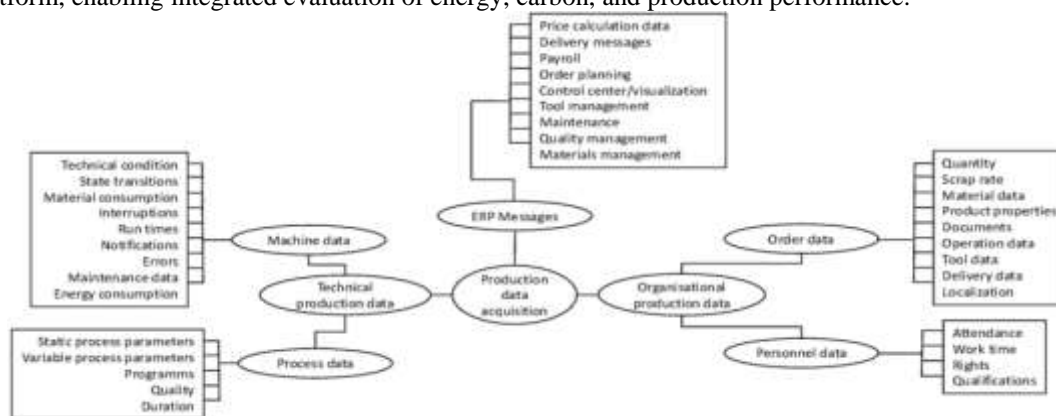 tform, enabling integrated evaluation of energy, carbon, and production performance.
Price calculation data
Delivery messages
Payroll
Order planning
Control center/visualization
Tool management
Maintenance
Quality management
Materials management
ERP Messages
Technical condition
State transitions
Material consumption
Interruptions
Run times
Notifications
Errors
Maintenance data
Energy consumption
Machine data
Technical
production data
Production
data
acquisition
Organisational
production data
Order data
Quantity
Scrap rate
Material data
Product properties
Documents
Operation data
Tool data
Delivery data
Localization
Static process parameters
Variable process parameters
Programms
Quality
Duration
Process data
Personnel data
Attendance
Work time
Rights
Qualifications